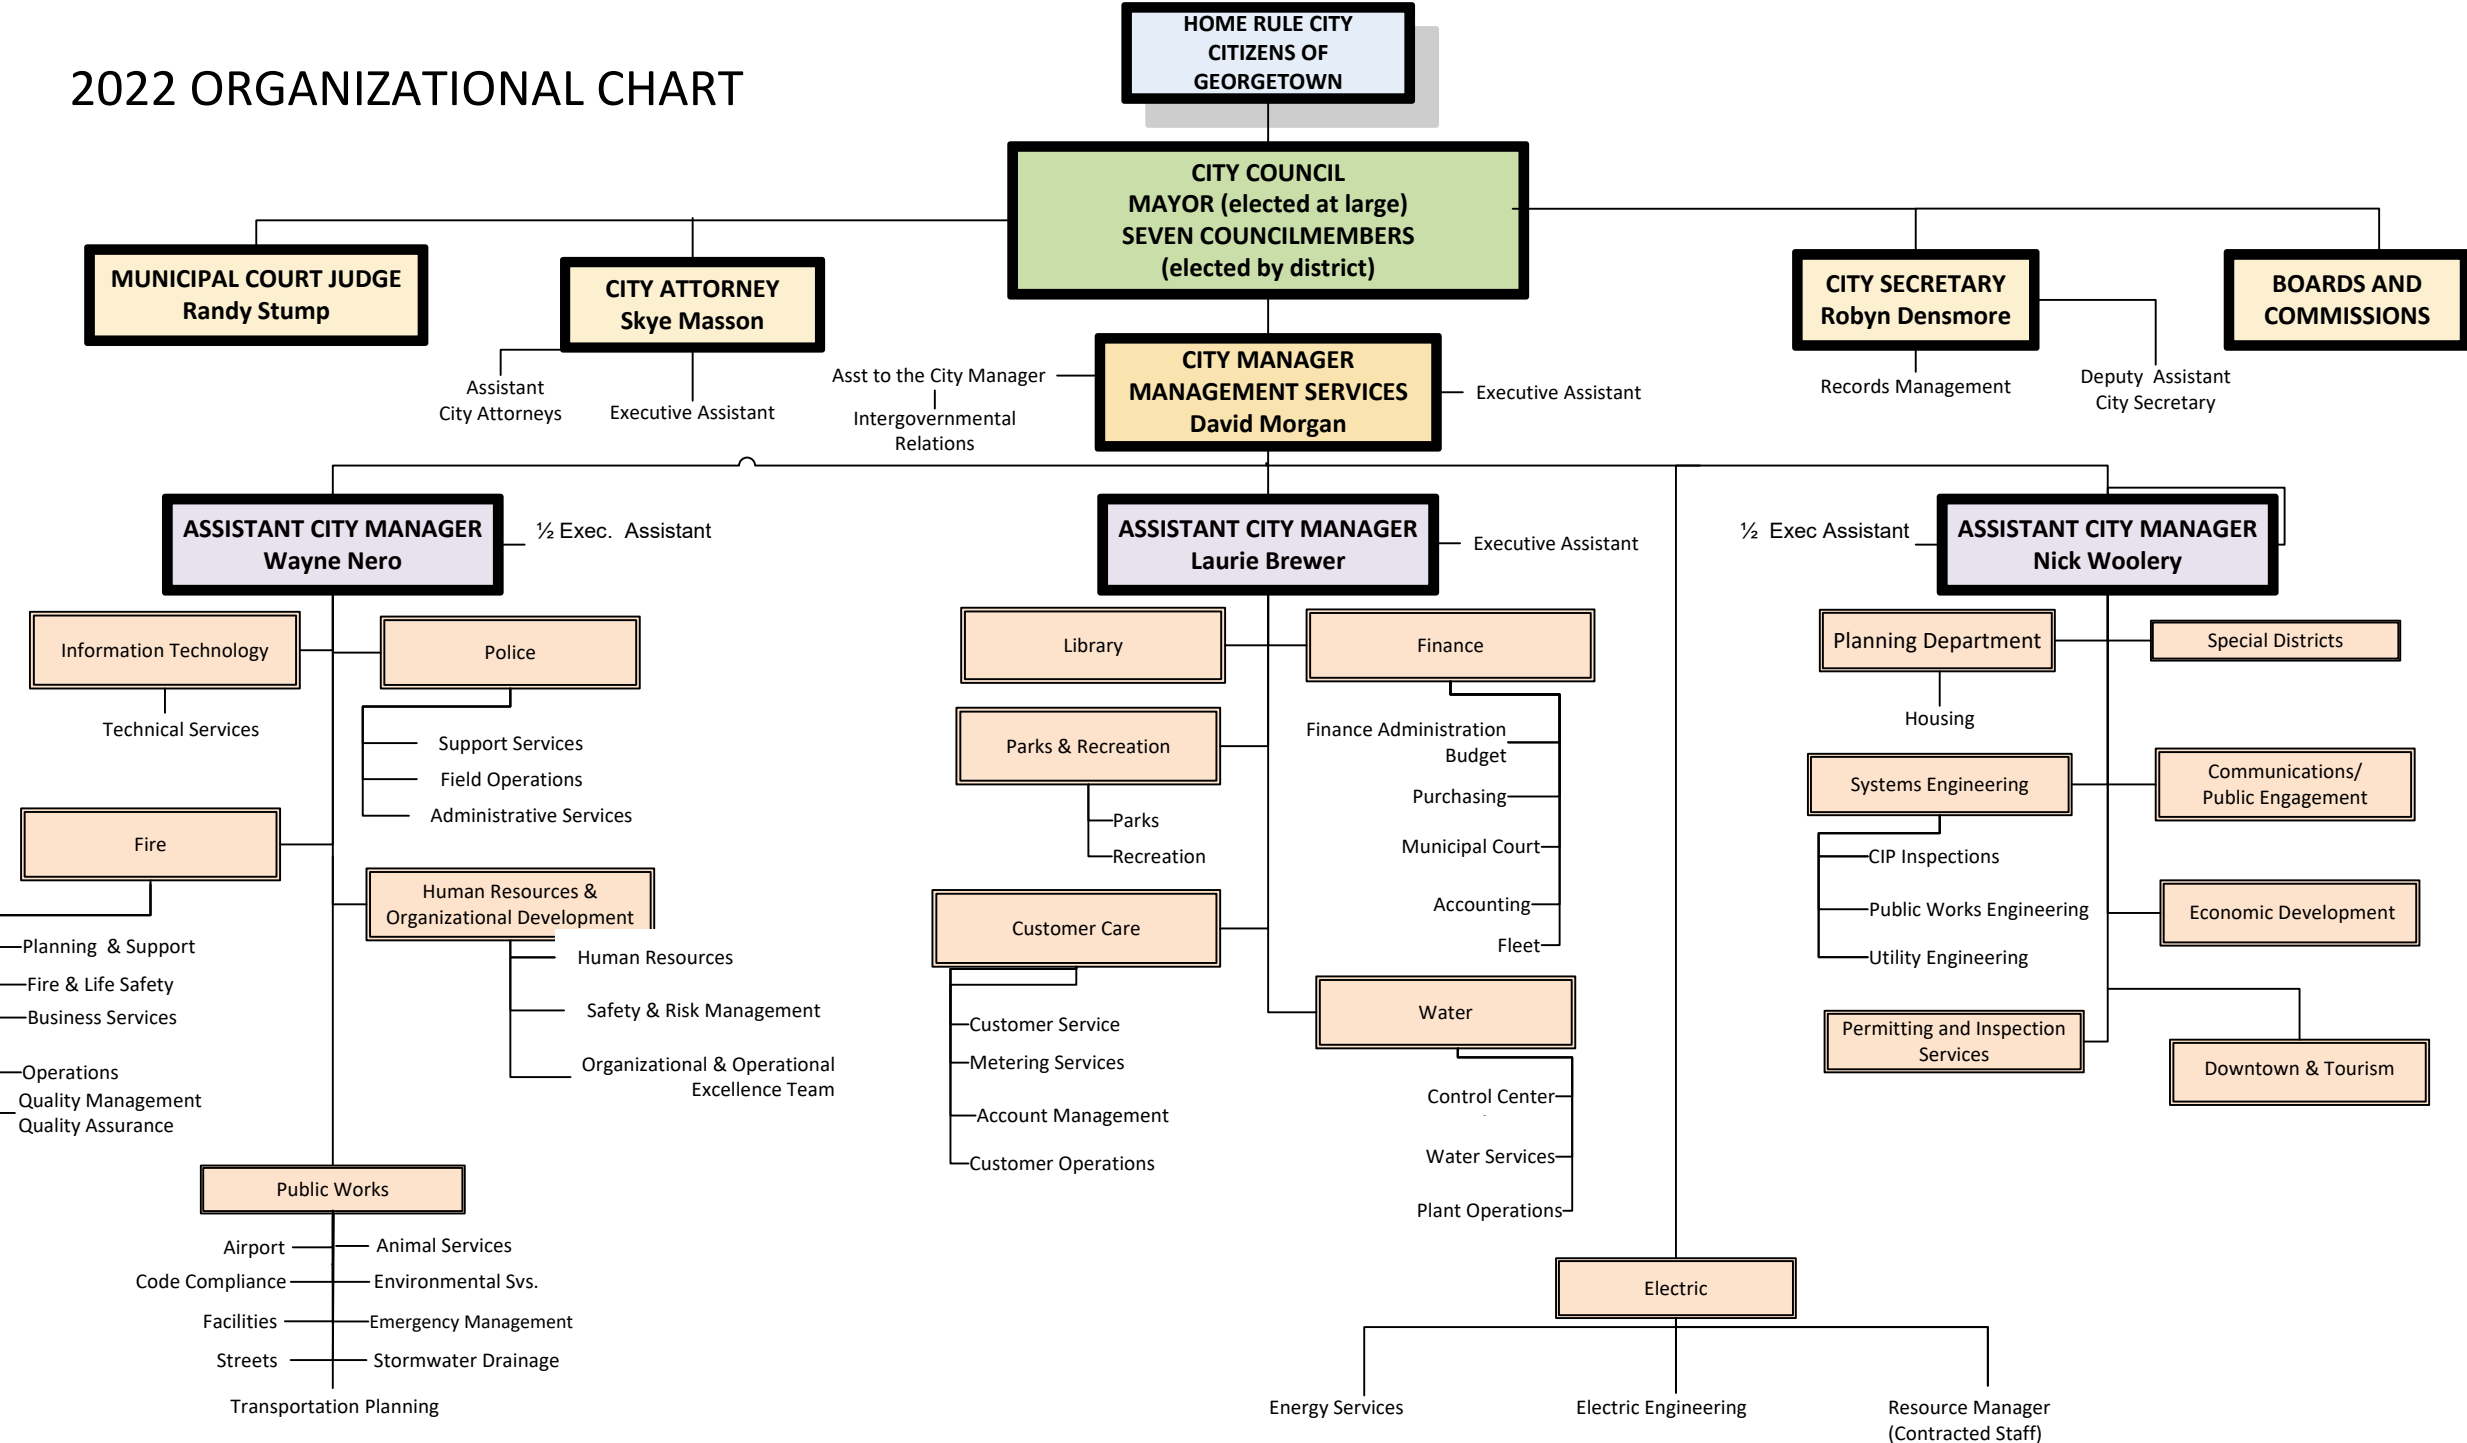 2022 ORGANIZATIONAL CHART
HOME RULE CITY
CITIZENS OF
GEORGETOWN
CITY COUNCIL
MAYOR (elected at large)
SEVEN COUNCILMEMBERS
(elected by district)
MUNICIPAL COURT JUDGE
Randy Stump
CITY ATTORNEY
Skye Masson
Assistant
City Attorneys
Executive Assistant
CITY MANAGER
MANAGEMENT SERVICES
David Morgan
Asst to the City Manager
Intergovernmental
Relations
Executive Assistant
CITY SECRETARY
Robyn Densmore
Records Management
Deputy Assistant
City Secretary
BOARDS AND
COMMISSIONS
ASSISTANT CITY MANAGER
Wayne Nero
½ Exec. Assistant
Information Technology
Technical Services
Police
Support Services
Field Operations
Administrative Services
Fire
Planning & Support
Fire & Life Safety
Business Services
Operations
Quality Management
Quality Assurance
Human Resources &
Organizational Development
Human Resources
Safety & Risk Management
Organizational & Operational
Excellence Team
Public Works
Airport
Animal Services
Code Compliance
Environmental Svs.
Facilities
Emergency Management
Streets
Stormwater Drainage
Transportation Planning
ASSISTANT CITY MANAGER
Laurie Brewer
Executive Assistant
Library
Finance
Finance Administration
Budget
Purchasing
Municipal Court
Accounting
Fleet
Parks & Recreation
Parks
Recreation
Customer Care
Customer Service
Metering Services
Account Management
Customer Operations
Water
Control Center
Water Services
Plant Operations
Electric
Energy Services
Electric Engineering
Resource Manager
(Contracted Staff)
½ Exec Assistant
ASSISTANT CITY MANAGER
Nick Woolery
Planning Department
Housing
Special Districts
Systems Engineering
CIP Inspections
Public Works Engineering
Utility Engineering
Communications/
Public Engagement
Economic Development
Permitting and Inspection
Services
Downtown & Tourism